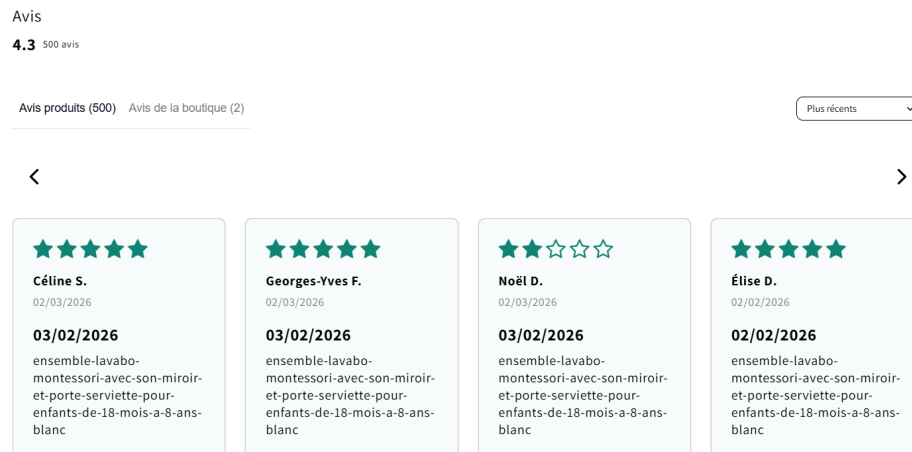 Avis
4.3 500 avis
Avis produits (500) Avis de la boutique (2)
Plus récents
Céline S.
02/03/2026
03/02/2026
ensemble-lavabo-
montessori-avec-son-miroir-
et-porte-serviette-pour-
enfants-de-18-mois-a-8-ans-
blanc
Georges-Yves F.
02/03/2026
03/02/2026
ensemble-lavabo-
montessori-avec-son-miroir-
et-porte-serviette-pour-
enfants-de-18-mois-a-8-ans-
blanc
Noël D.
02/03/2026
03/02/2026
ensemble-lavabo-
montessori-avec-son-miroir-
et-porte-serviette-pour-
enfants-de-18-mois-a-8-ans-
blanc
Élise D.
02/02/2026
02/02/2026
ensemble-lavabo-
montessori-avec-son-miroir-
et-porte-serviette-pour-
enfants-de-18-mois-a-8-ans-
blanc